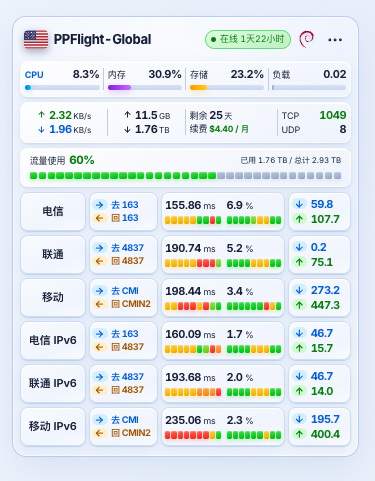 PPFlight-Global
在线 1天22小时
CPU 8.3% 内存 30.9% 存储 23.2% 负载 0.02
↑ 2.32 KB/s ↑ 11.5 GB 剩余 25 天 TCP 1049
↓ 1.96 KB/s ↓ 1.76 TB 续费 $4.40 / 月 UDP 8
流量使用 60% 已用 1.76 TB / 总计 2.93 TB
电信 → 去 163 155.86 ms 6.9 % ↓ 59.8
← 回 163 ↑ 107.7
联通 → 去 4837 190.74 ms 5.2 % ↓ 0.2
← 回 4837 ↑ 75.1
移动 → 去 CMI 198.44 ms 3.4 % ↓ 273.2
← 回 CMIN2 ↑ 447.3
电信 IPv6 → 去 163 160.09 ms 1.7 % ↓ 46.7
← 回 4837 ↑ 15.7
联通 IPv6 → 去 4837 193.68 ms 2.0 % ↓ 46.7
← 回 4837 ↑ 14.0
移动 IPv6 → 去 CMI 235.06 ms 2.3 % ↓ 195.7
← 回 CMIN2 ↑ 400.4